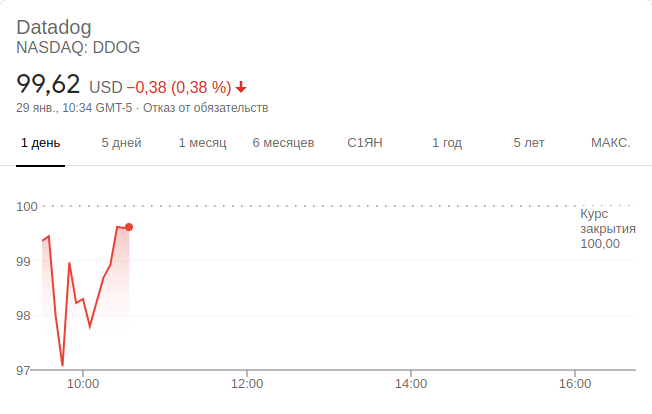 Datadog
NASDAQ: DDOG
99,62 USD −0,38 (0,38 %)
29 янв., 10:34 GMT-5 · Отказ от обязательств
1 день 5 дней 1 месяц 6 месяцев С1ЯН 1 год 5 лет МАКС.
100
Курс
закрытия
100,00
99
98
97
10:00 12:00 14:00 16:00